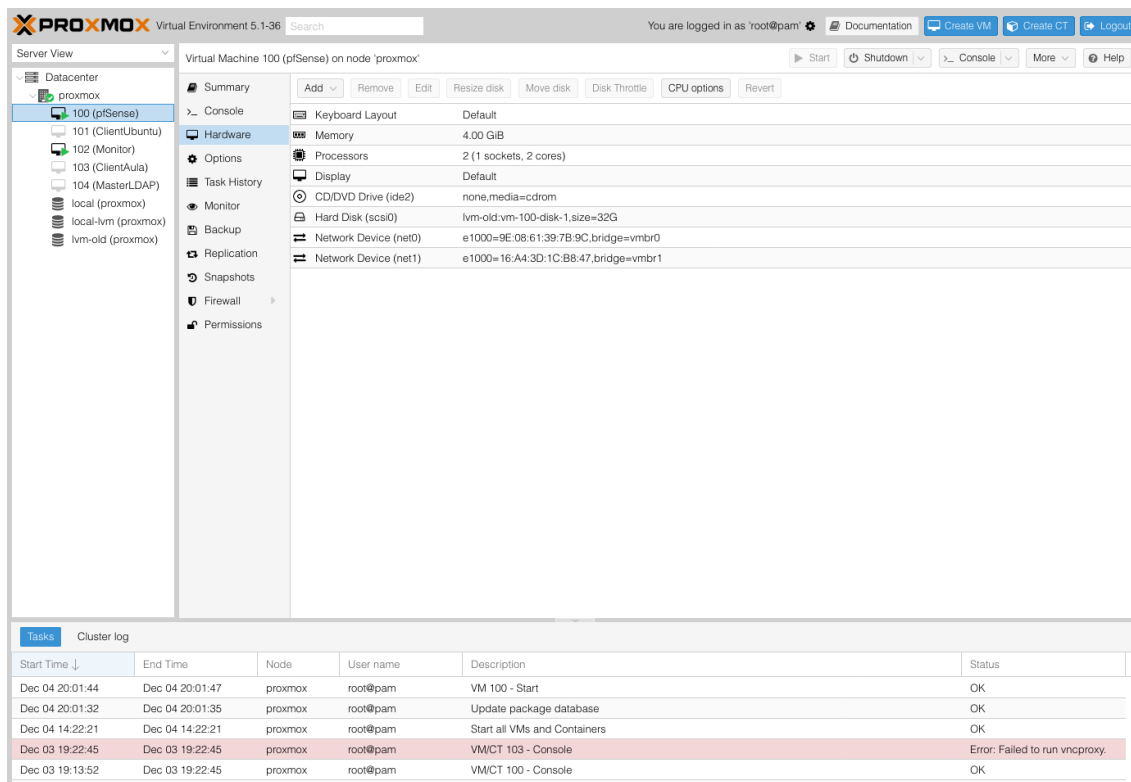 PROXMOX Virtual Environment 5.1-36 Search You are logged in as 'root@pam' Documentation Create VM Create CT Logout
Server View
Datacenter
proxmox
100 (pfSense)
101 (ClientUbuntu)
102 (Monitor)
103 (ClientAula)
104 (MasterLDAP)
local (proxmox)
local-lvm (proxmox)
lvm-old (proxmox)
Virtual Machine 100 (pfSense) on node 'proxmox' Start Shutdown Console More Help
Summary
Console
Hardware
Options
Task History
Monitor
Backup
Replication
Snapshots
Firewall
Permissions
Add Remove Edit Resize disk Move disk Disk Throttle CPU options Revert
Keyboard Layout Default
Memory 4.00 GiB
Processors 2 (1 sockets, 2 cores)
Display Default
CD/DVD Drive (ide2) none,media=cdrom
Hard Disk (scsi0) lvm-old:vm-100-disk-1,size=32G
Network Device (net0) e1000=9E:08:61:39:7B:9C,bridge=vmbr0
Network Device (net1) e1000=16:A4:3D:1C:B8:47,bridge=vmbr1
Tasks Cluster log
Start Time End Time Node User name Description Status
Dec 04 20:01:44 Dec 04 20:01:47 proxmox root@pam VM 100 - Start OK
Dec 04 20:01:32 Dec 04 20:01:35 proxmox root@pam Update package database OK
Dec 04 14:22:21 Dec 04 14:22:21 proxmox root@pam Start all VMs and Containers OK
Dec 03 19:22:45 Dec 03 19:22:45 proxmox root@pam VM/CT 103 - Console Error: Failed to run vncproxy.
Dec 03 19:13:52 Dec 03 19:22:45 proxmox root@pam VM/CT 100 - Console OK